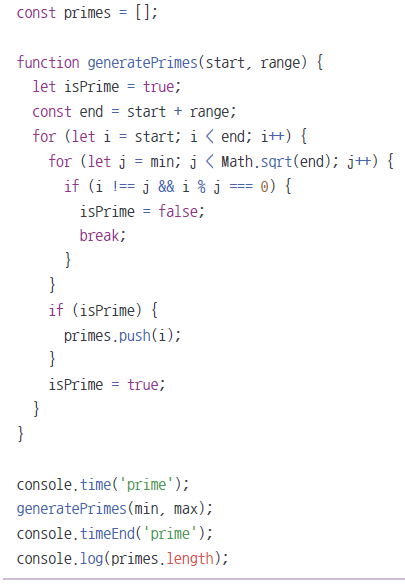 const primes = [];

function generatePrimes(start, range) {
  let isPrime = true;
  const end = start + range;
  for (let i = start; i < end; i++) {
    for (let j = min; j < Math.sqrt(end); j++) {
      if (i !== j && i % j === 0) {
        isPrime = false;
        break;
      }
    }
    if (isPrime) {
      primes.push(i);
    }
    isPrime = true;
  }
}

console.time('prime');
generatePrimes(min, max);
console.timeEnd('prime');
console.log(primes.length);